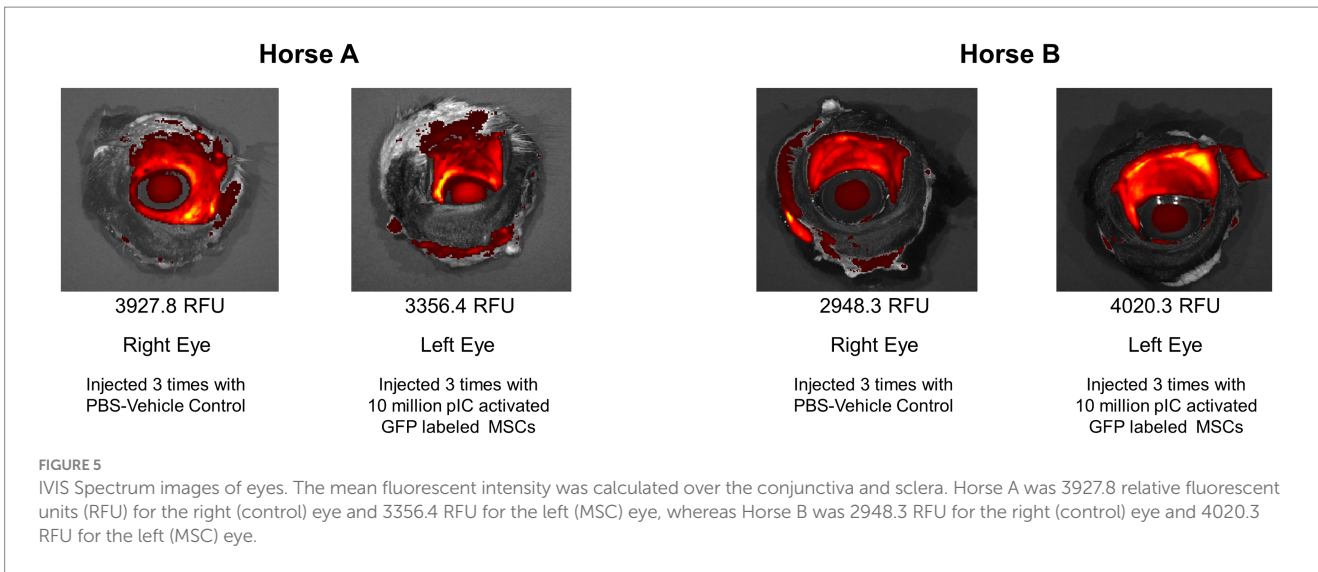 Horse A
Horse B
3927.8 RFU
3356.4 RFU
2948.3 RFU
4020.3 RFU
Right Eye
Left Eye
Right Eye
Left Eye
Injected 3 times with
PBS-Vehicle Control
Injected 3 times with
10 million pIC activated
GFP labeled MSCs
Injected 3 times with
PBS-Vehicle Control
Injected 3 times with
10 million pIC activated
GFP labeled MSCs
FIGURE 5
IVIS Spectrum images of eyes. The mean fluorescent intensity was calculated over the conjunctiva and sclera. Horse A was 3927.8 relative fluorescent
units (RFU) for the right (control) eye and 3356.4 RFU for the left (MSC) eye, whereas Horse B was 2948.3 RFU for the right (control) eye and 4020.3
RFU for the left (MSC) eye.